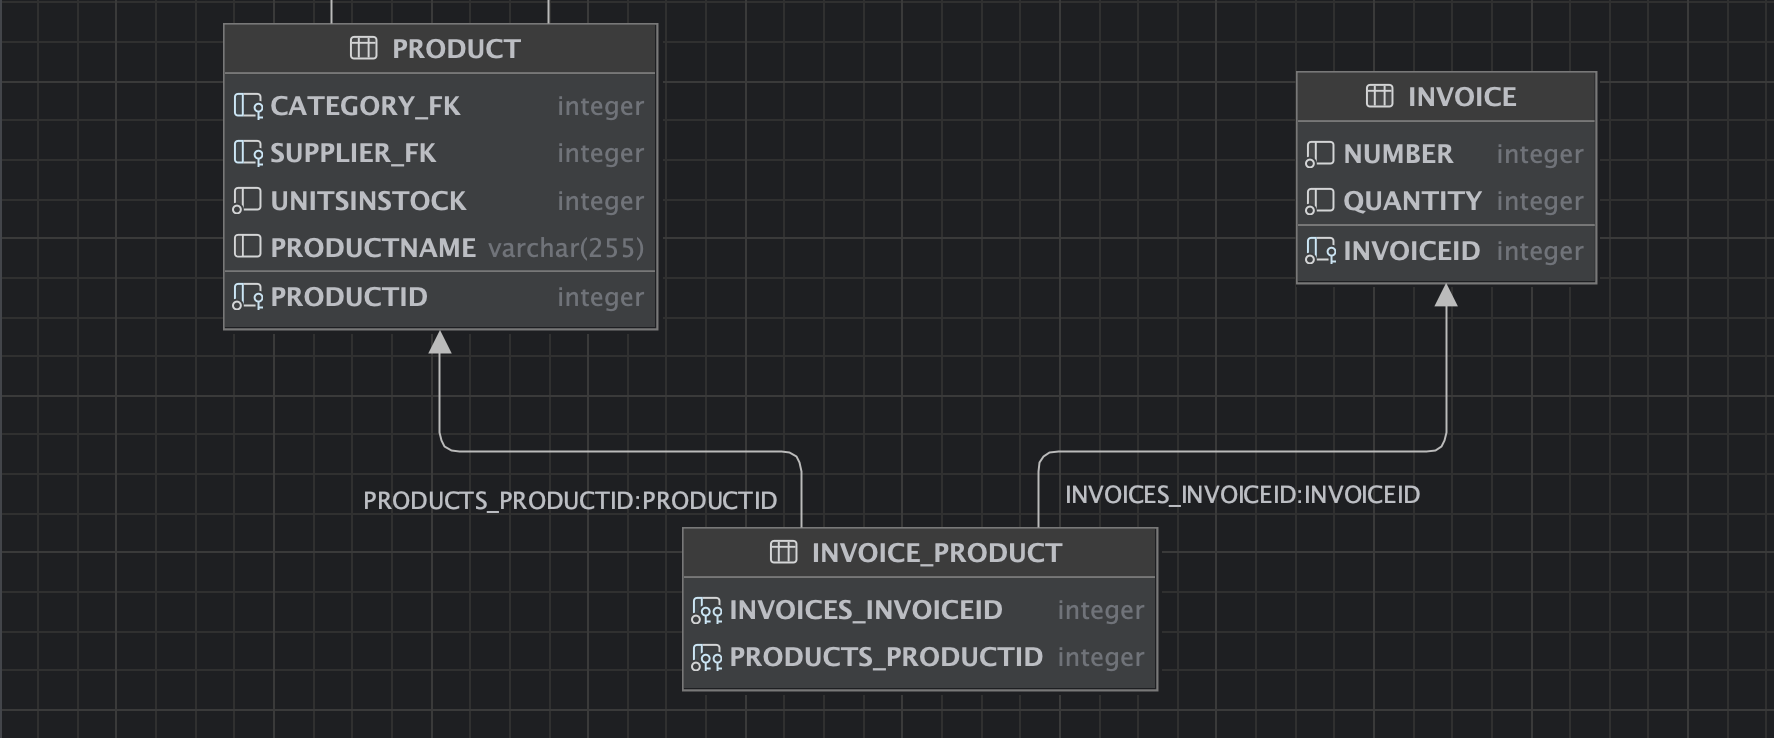 PRODUCT
CATEGORY_FK integer
SUPPLIER_FK integer
UNITSINSTOCK integer
PRODUCTNAME varchar(255)
PRODUCTID integer
INVOICE
NUMBER integer
QUANTITY integer
INVOICEID integer
PRODUCTS_PRODUCTID:PRODUCTID
INVOICES_INVOICEID:INVOICEID
INVOICE_PRODUCT
INVOICES_INVOICEID integer
PRODUCTS_PRODUCTID integer